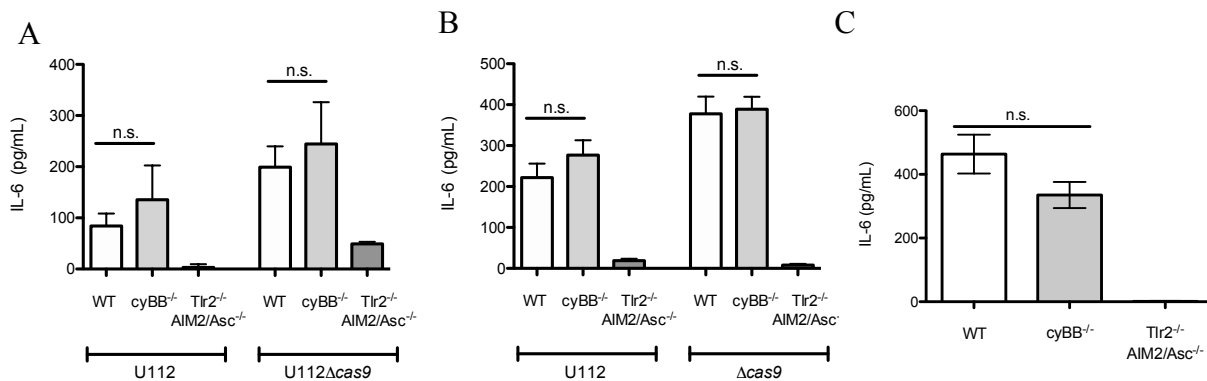 A
IL-6 (pg/mL)
400
300
200
100
0
n.s.
n.s.
WT
cyBB-/-
Tlr2-/-
AIM2/Asc-/-
WT
cyBB-/-
Tlr2-/-
AIM2/Asc-/-
U112
U112Δcas9
B
IL-6 (pg/mL)
500
400
300
200
100
0
n.s.
n.s.
WT
cyBB-/-
Tlr2-/-
AIM2/Asc-/-
WT
cyBB-/-
Tlr2-/-
AIM2/Asc-
U112
Δcas9
C
IL-6 (pg/mL)
600
400
200
0
n.s.
WT
cyBB-/-
Tlr2-/-
AIM2/Asc-/-